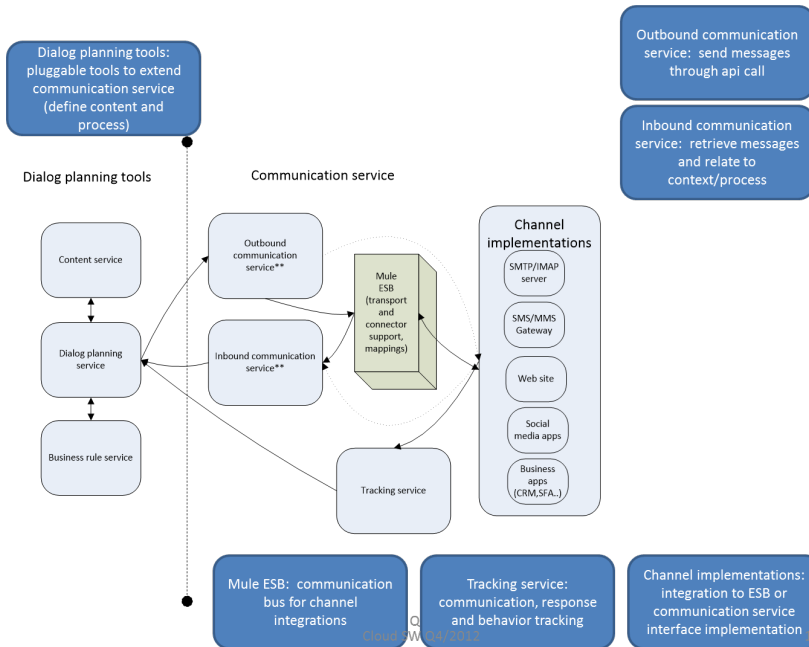 Dialog planning tools:
pluggable tools to extend
communication service
(define content and
process)
Outbound communication
service:  send messages
through api call
Inbound communication
service:  retrieve messages
and relate to
context/process
Dialog planning tools
Communication service
Channel
implementations
Content service
Dialog planning
service
Business rule service
Outbound
communication
service**
Inbound communication
service**
Mule
ESB
(transport
and
connector
support,
mappings)
Tracking service
SMTP/IMAP
server
SMS/MMS
Gateway
Web site
Social
media apps
Business
apps
(CRM,SFA..)
Mule ESB:  communication
bus for channel
integrations
Tracking service:
communication, response
and behavior tracking
Channel implementations:
integration to ESB or
communication service
interface implementation
Q
Cloud SW Q4/2012